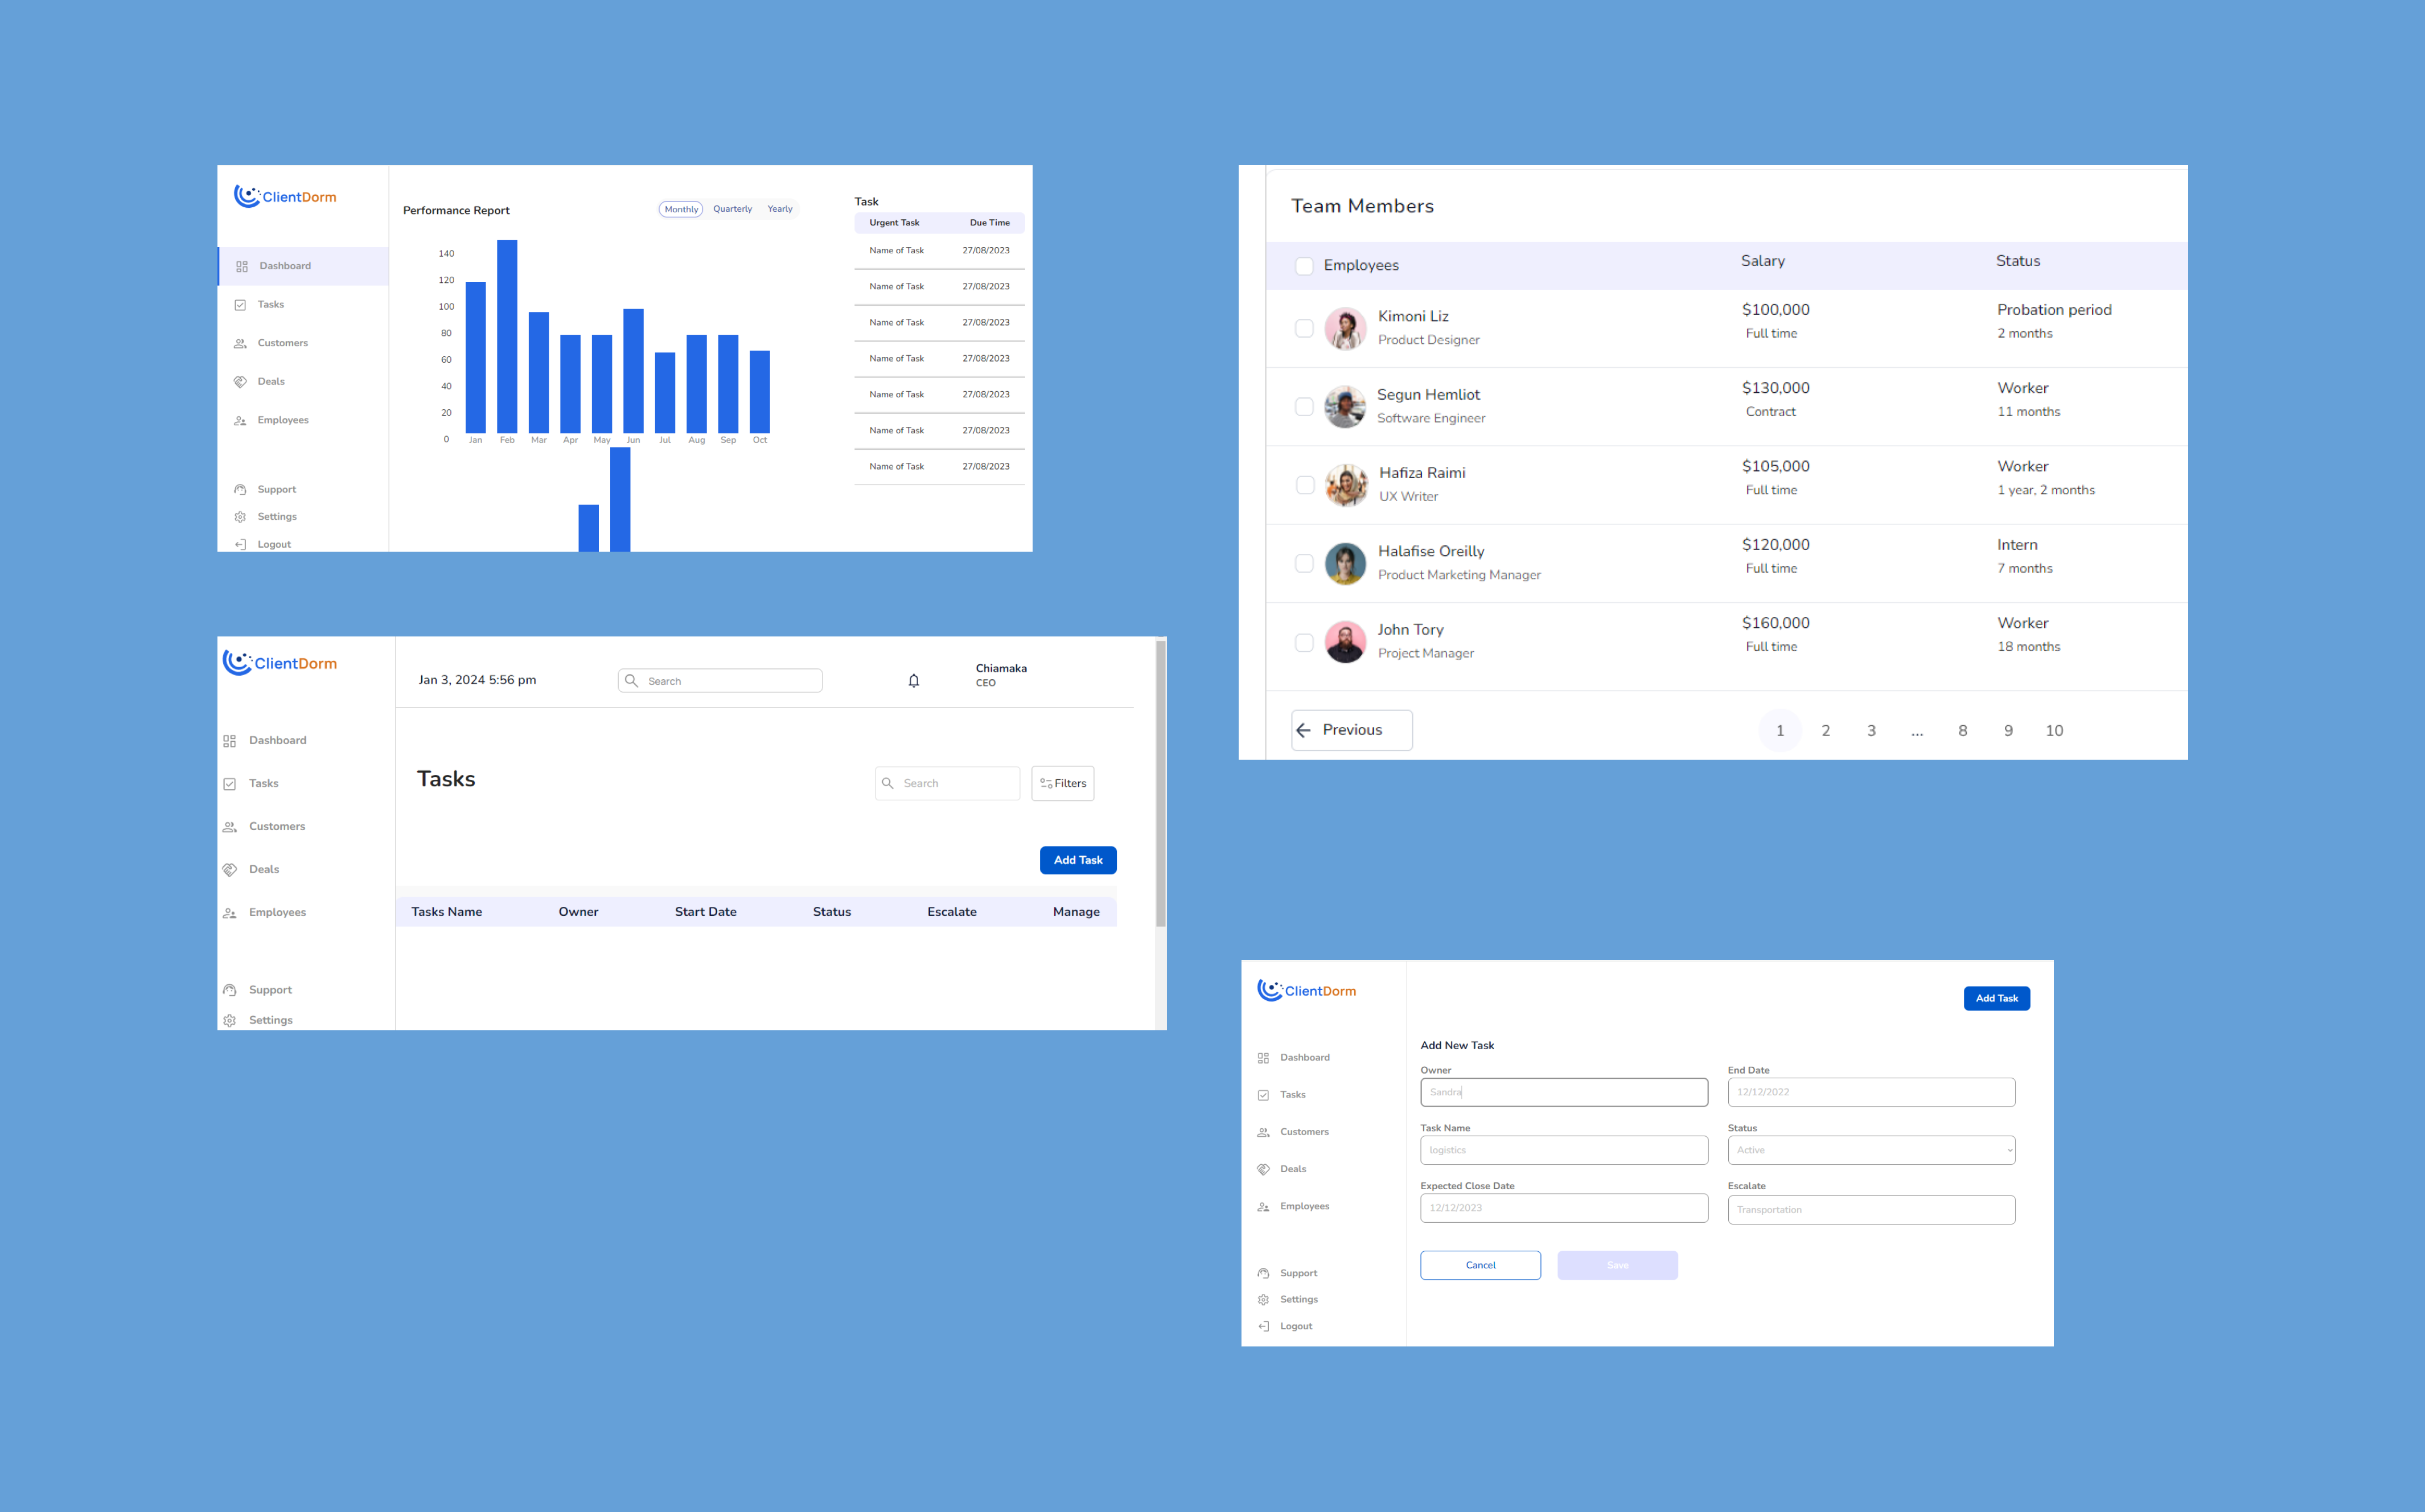 ClientDorm
Dashboard
Tasks
Customers
Deals
Employees
Support
Settings
Logout
Performance Report
Monthly Quarterly Yearly
140
120
100
80
60
40
20
0
Jan Feb Mar Apr May Jun Jul Aug Sep Oct
Task
Urgent Task Due Time
Name of Task 27/08/2023
Name of Task 27/08/2023
Name of Task 27/08/2023
Name of Task 27/08/2023
Name of Task 27/08/2023
Name of Task 27/08/2023
Name of Task 27/08/2023
Team Members
Employees Salary Status
Kimoni Liz $100,000 Probation period
Product Designer Full time 2 months
Segun Hemliot $130,000 Worker
Software Engineer Contract 11 months
Hafiza Raimi $105,000 Worker
UX Writer Full time 1 year, 2 months
Halafise Oreilly $120,000 Intern
Product Marketing Manager Full time 7 months
John Tory $160,000 Worker
Project Manager Full time 18 months
Previous 1 2 3 ... 8 9 10
ClientDorm
Dashboard
Tasks
Customers
Deals
Employees
Support
Settings
Jan 3, 2024 5:56 pm Search
Chiamaka
CEO
Tasks Search Filters
Add Task
Tasks Name Owner Start Date Status Escalate Manage
ClientDorm
Dashboard
Tasks
Customers
Deals
Employees
Support
Settings
Logout
Add Task
Add New Task
Owner End Date
Sandra 12/12/2022
Task Name Status
logistics Active
Expected Close Date Escalate
12/12/2023 Transportation
Cancel Save